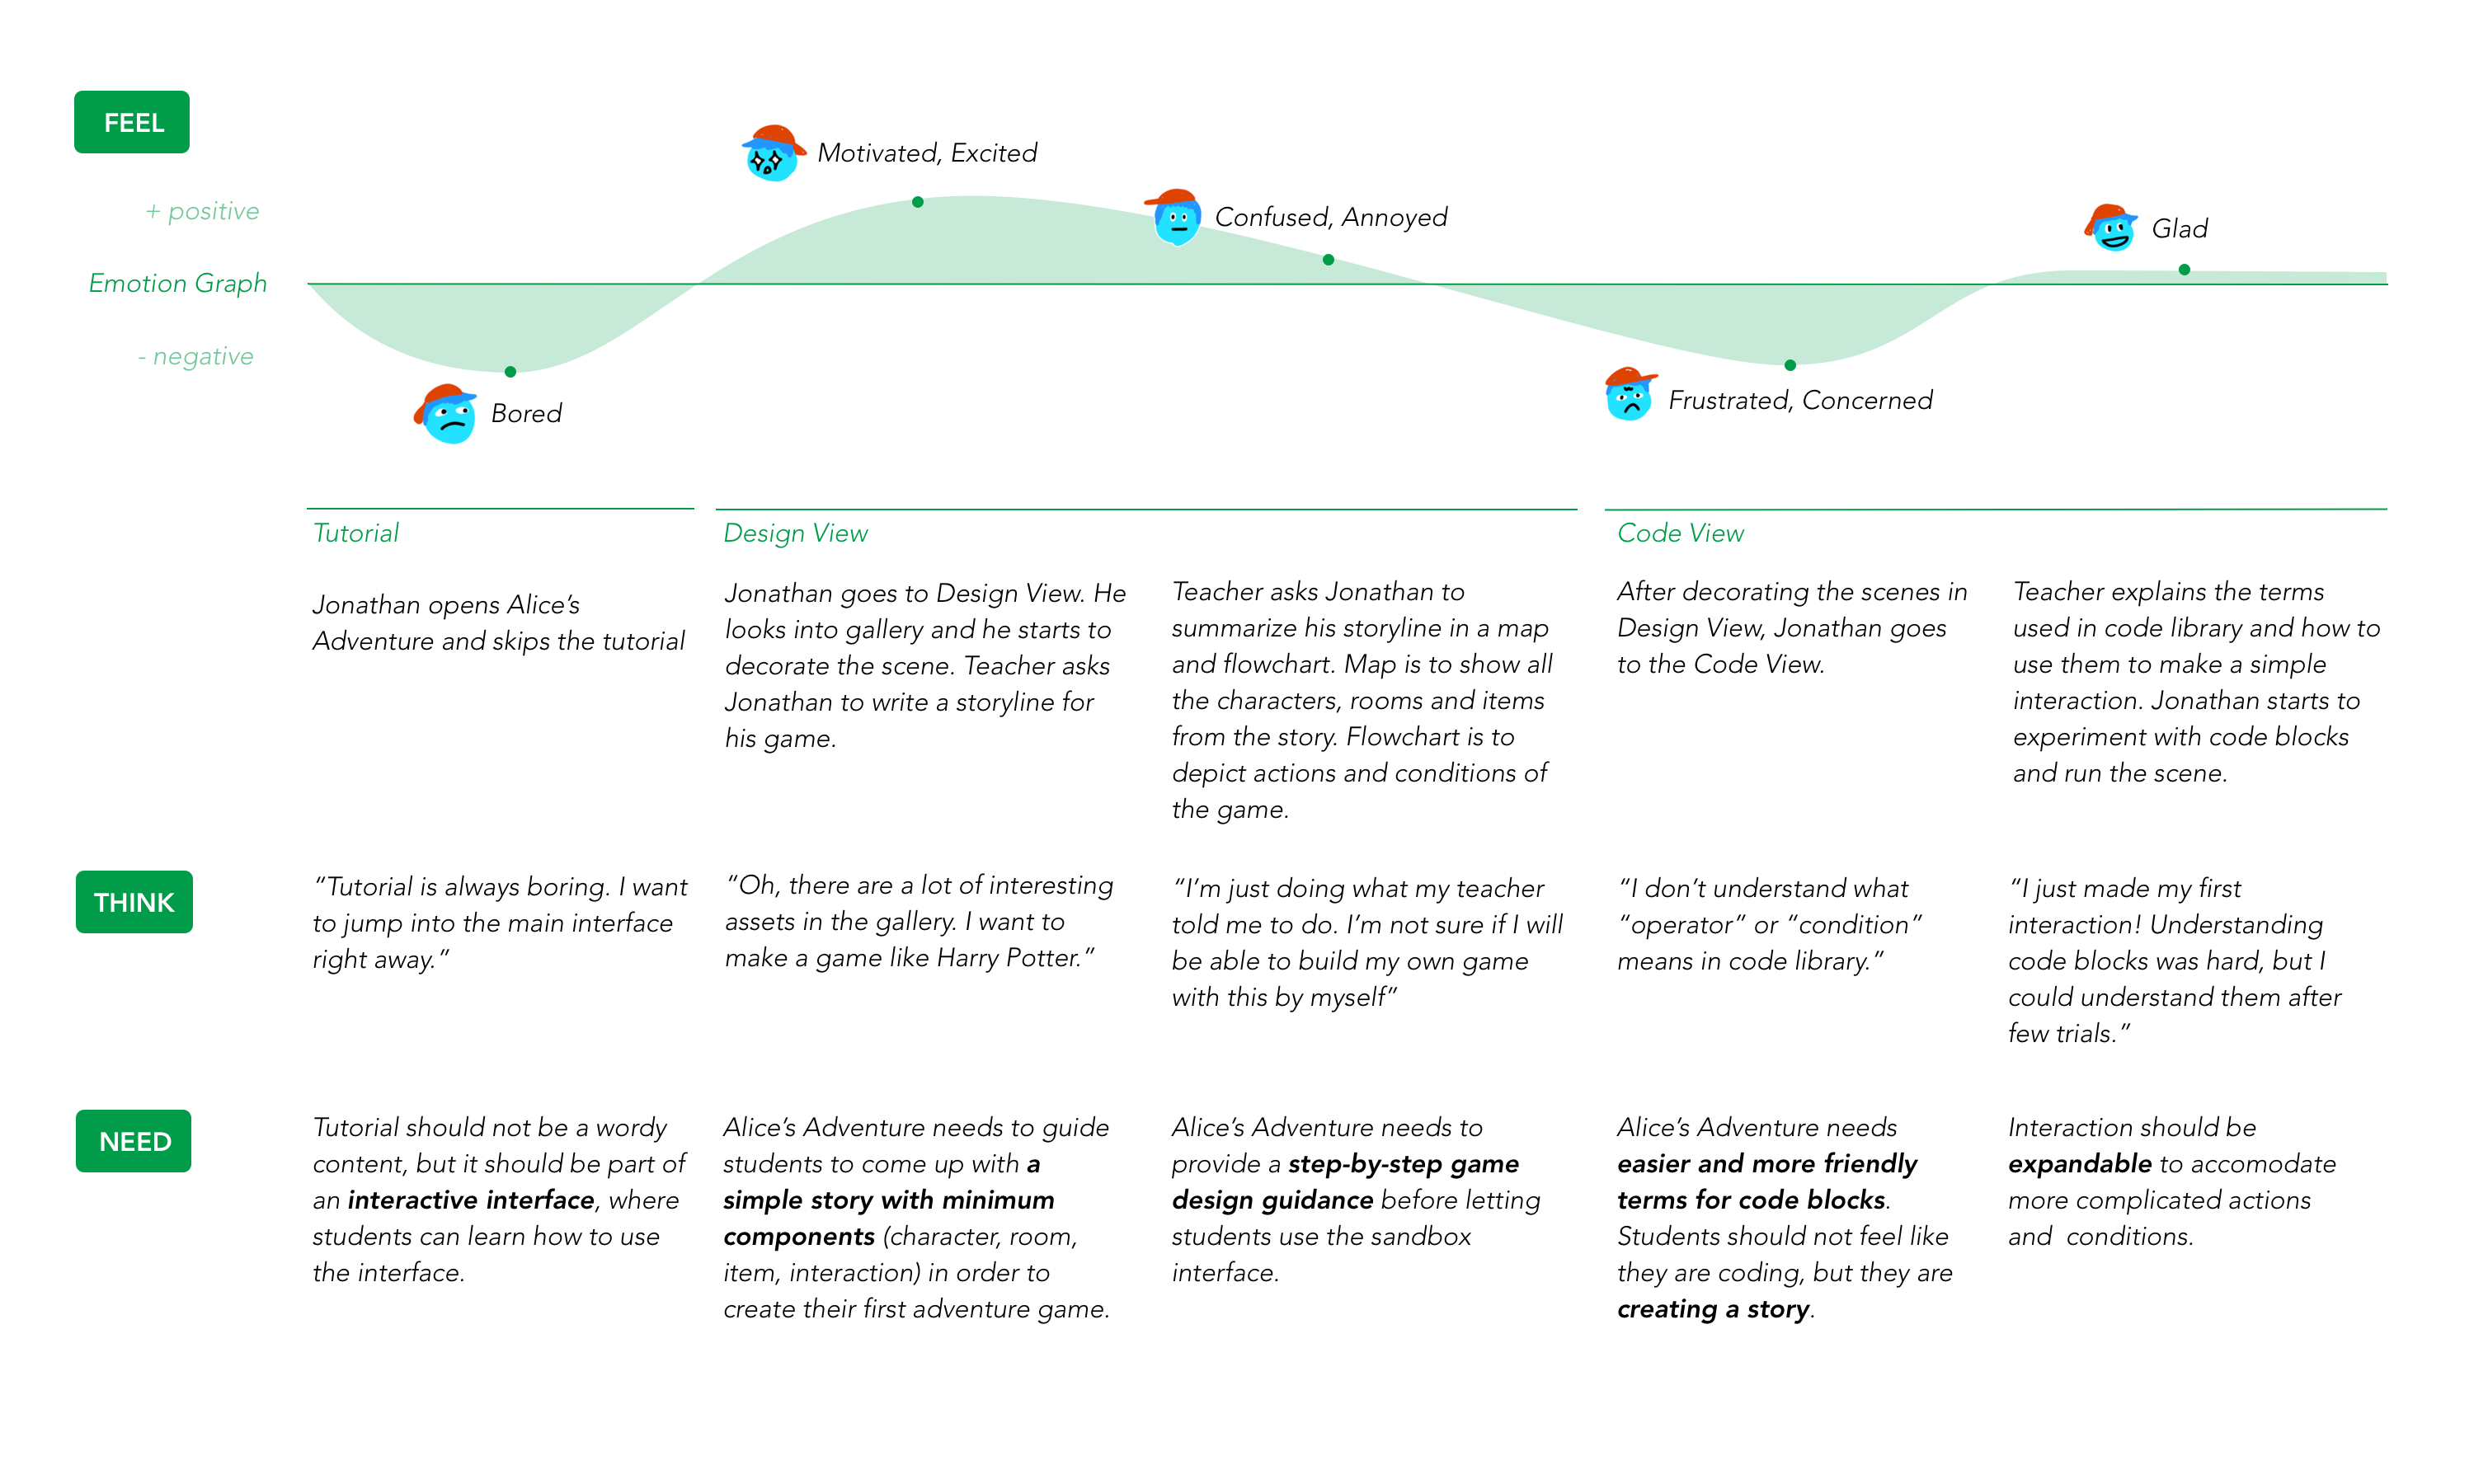 FEEL
+ positive
Emotion Graph
- negative
Motivated, Excited
Confused, Annoyed
Glad
Bored
Frustrated, Concerned
Tutorial
Jonathan opens Alice’s
Adventure and skips the tutorial
Design View
Jonathan goes to Design View. He
looks into gallery and he starts to
decorate the scene. Teacher asks
Jonathan to write a storyline for
his game.
Teacher asks Jonathan to
summarize his storyline in a map
and flowchart. Map is to show all
the characters, rooms and items
from the story. Flowchart is to
depict actions and conditions of
the game.
Code View
After decorating the scenes in
Design View, Jonathan goes
to the Code View.
Teacher explains the terms
used in code library and how to
use them to make a simple
interaction. Jonathan starts to
experiment with code blocks
and run the scene.
THINK
“Tutorial is always boring. I want
to jump into the main interface
right away.”
“Oh, there are a lot of interesting
assets in the gallery. I want to
make a game like Harry Potter.”
“I’m just doing what my teacher
told me to do. I’m not sure if I will
be able to build my own game
with this by myself”
“I don’t understand what
“operator” or “condition”
means in code library.”
“I just made my first
interaction! Understanding
code blocks was hard, but I
could understand them after
few trials.”
NEED
Tutorial should not be a wordy
content, but it should be part of
an interactive interface, where
students can learn how to use
the interface.
Alice’s Adventure needs to guide
students to come up with a
simple story with minimum
components (character, room,
item, interaction) in order to
create their first adventure game.
Alice’s Adventure needs to
provide a step-by-step game
design guidance before letting
students use the sandbox
interface.
Alice’s Adventure needs
easier and more friendly
terms for code blocks.
Students should not feel like
they are coding, but they are
creating a story.
Interaction should be
expandable to accomodate
more complicated actions
and  conditions.